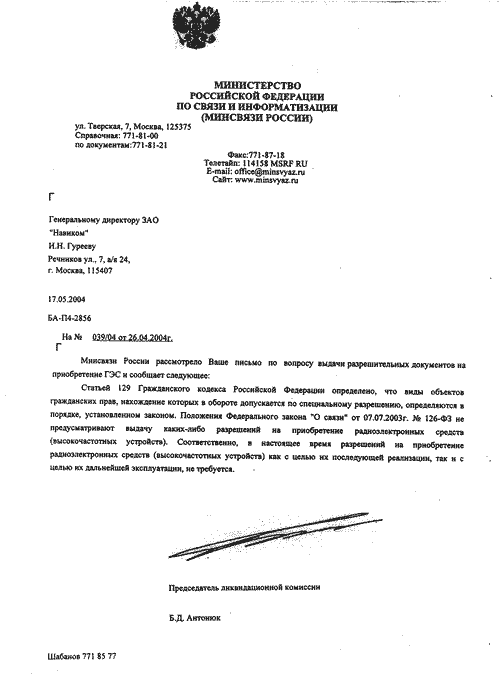 МИНИСТЕРСТВО
РОССИЙСКОЙ ФЕДЕРАЦИИ
ПО СВЯЗИ И ИНФОРМАТИЗАЦИИ
(МИНСВЯЗИ РОССИИ)
ул. Тверская, 7, Москва, 125375
Справочная: 771-81-00
по документам:771-81-21
Факс:771-87-18
Телетайп: 114158 MSRF RU
E-mail: office@minsvyaz.ru
Сайт: www.minsvyaz.ru
Генеральному директору ЗАО
"Навиком"
И.Н. Гурееву
Речников ул., 7, а/я 24,
г. Москва, 115407
17.05.2004
БА-П4-2856
На № 039/04 от 26.04.2004г.
Минсвязи России рассмотрело Ваше письмо по вопросу выдачи разрешительных документов на
приобретение ГЭС и сообщает следующее:
Статьей 129 Гражданского кодекса Российской Федерации определено, что виды объектов
гражданских прав, нахождение которых в обороте допускается по специальному разрешению, определяются в
порядке, установленном законом. Положения Федерального закона "О связи" от 07.07.2003г. № 126-ФЗ не
предусматривают выдачу каких-либо разрешений на приобретение радиоэлектронных средств
(высокочастотных устройств). Соответственно, в настоящее время разрешений на приобретение
радиоэлектронных средств (высокочастотных устройств) как с целью их последующей реализации, так и с
целью их дальнейшей эксплуатации, не требуется.
Председатель ликвидационной комиссии
Б.Д. Антонюк
Шабанов 771 85 77